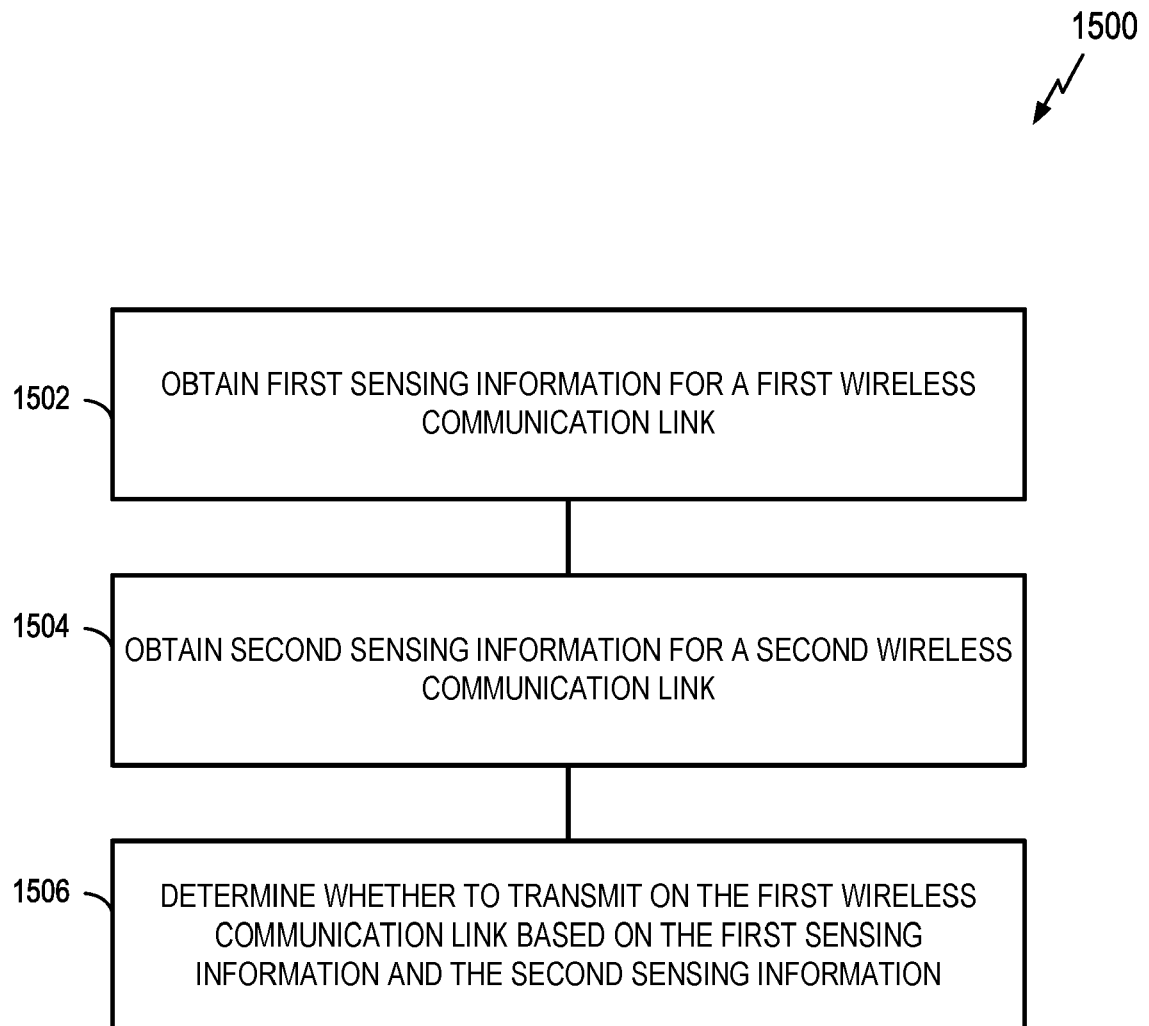 1500
1502
OBTAIN FIRST SENSING INFORMATION FOR A FIRST WIRELESS
COMMUNICATION LINK
1504
OBTAIN SECOND SENSING INFORMATION FOR A SECOND WIRELESS
COMMUNICATION LINK
1506
DETERMINE WHETHER TO TRANSMIT ON THE FIRST WIRELESS
COMMUNICATION LINK BASED ON THE FIRST SENSING
INFORMATION AND THE SECOND SENSING INFORMATION